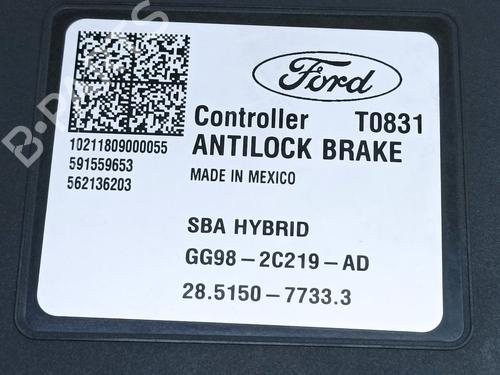 Ford
Controller T0831
ANTILOCK BRAKE
MADE IN MEXICO
10211809000055
591559653
562136203
SBA HYBRID
GG98-2C219-AD
28.5150-7733.3
B-PARTS